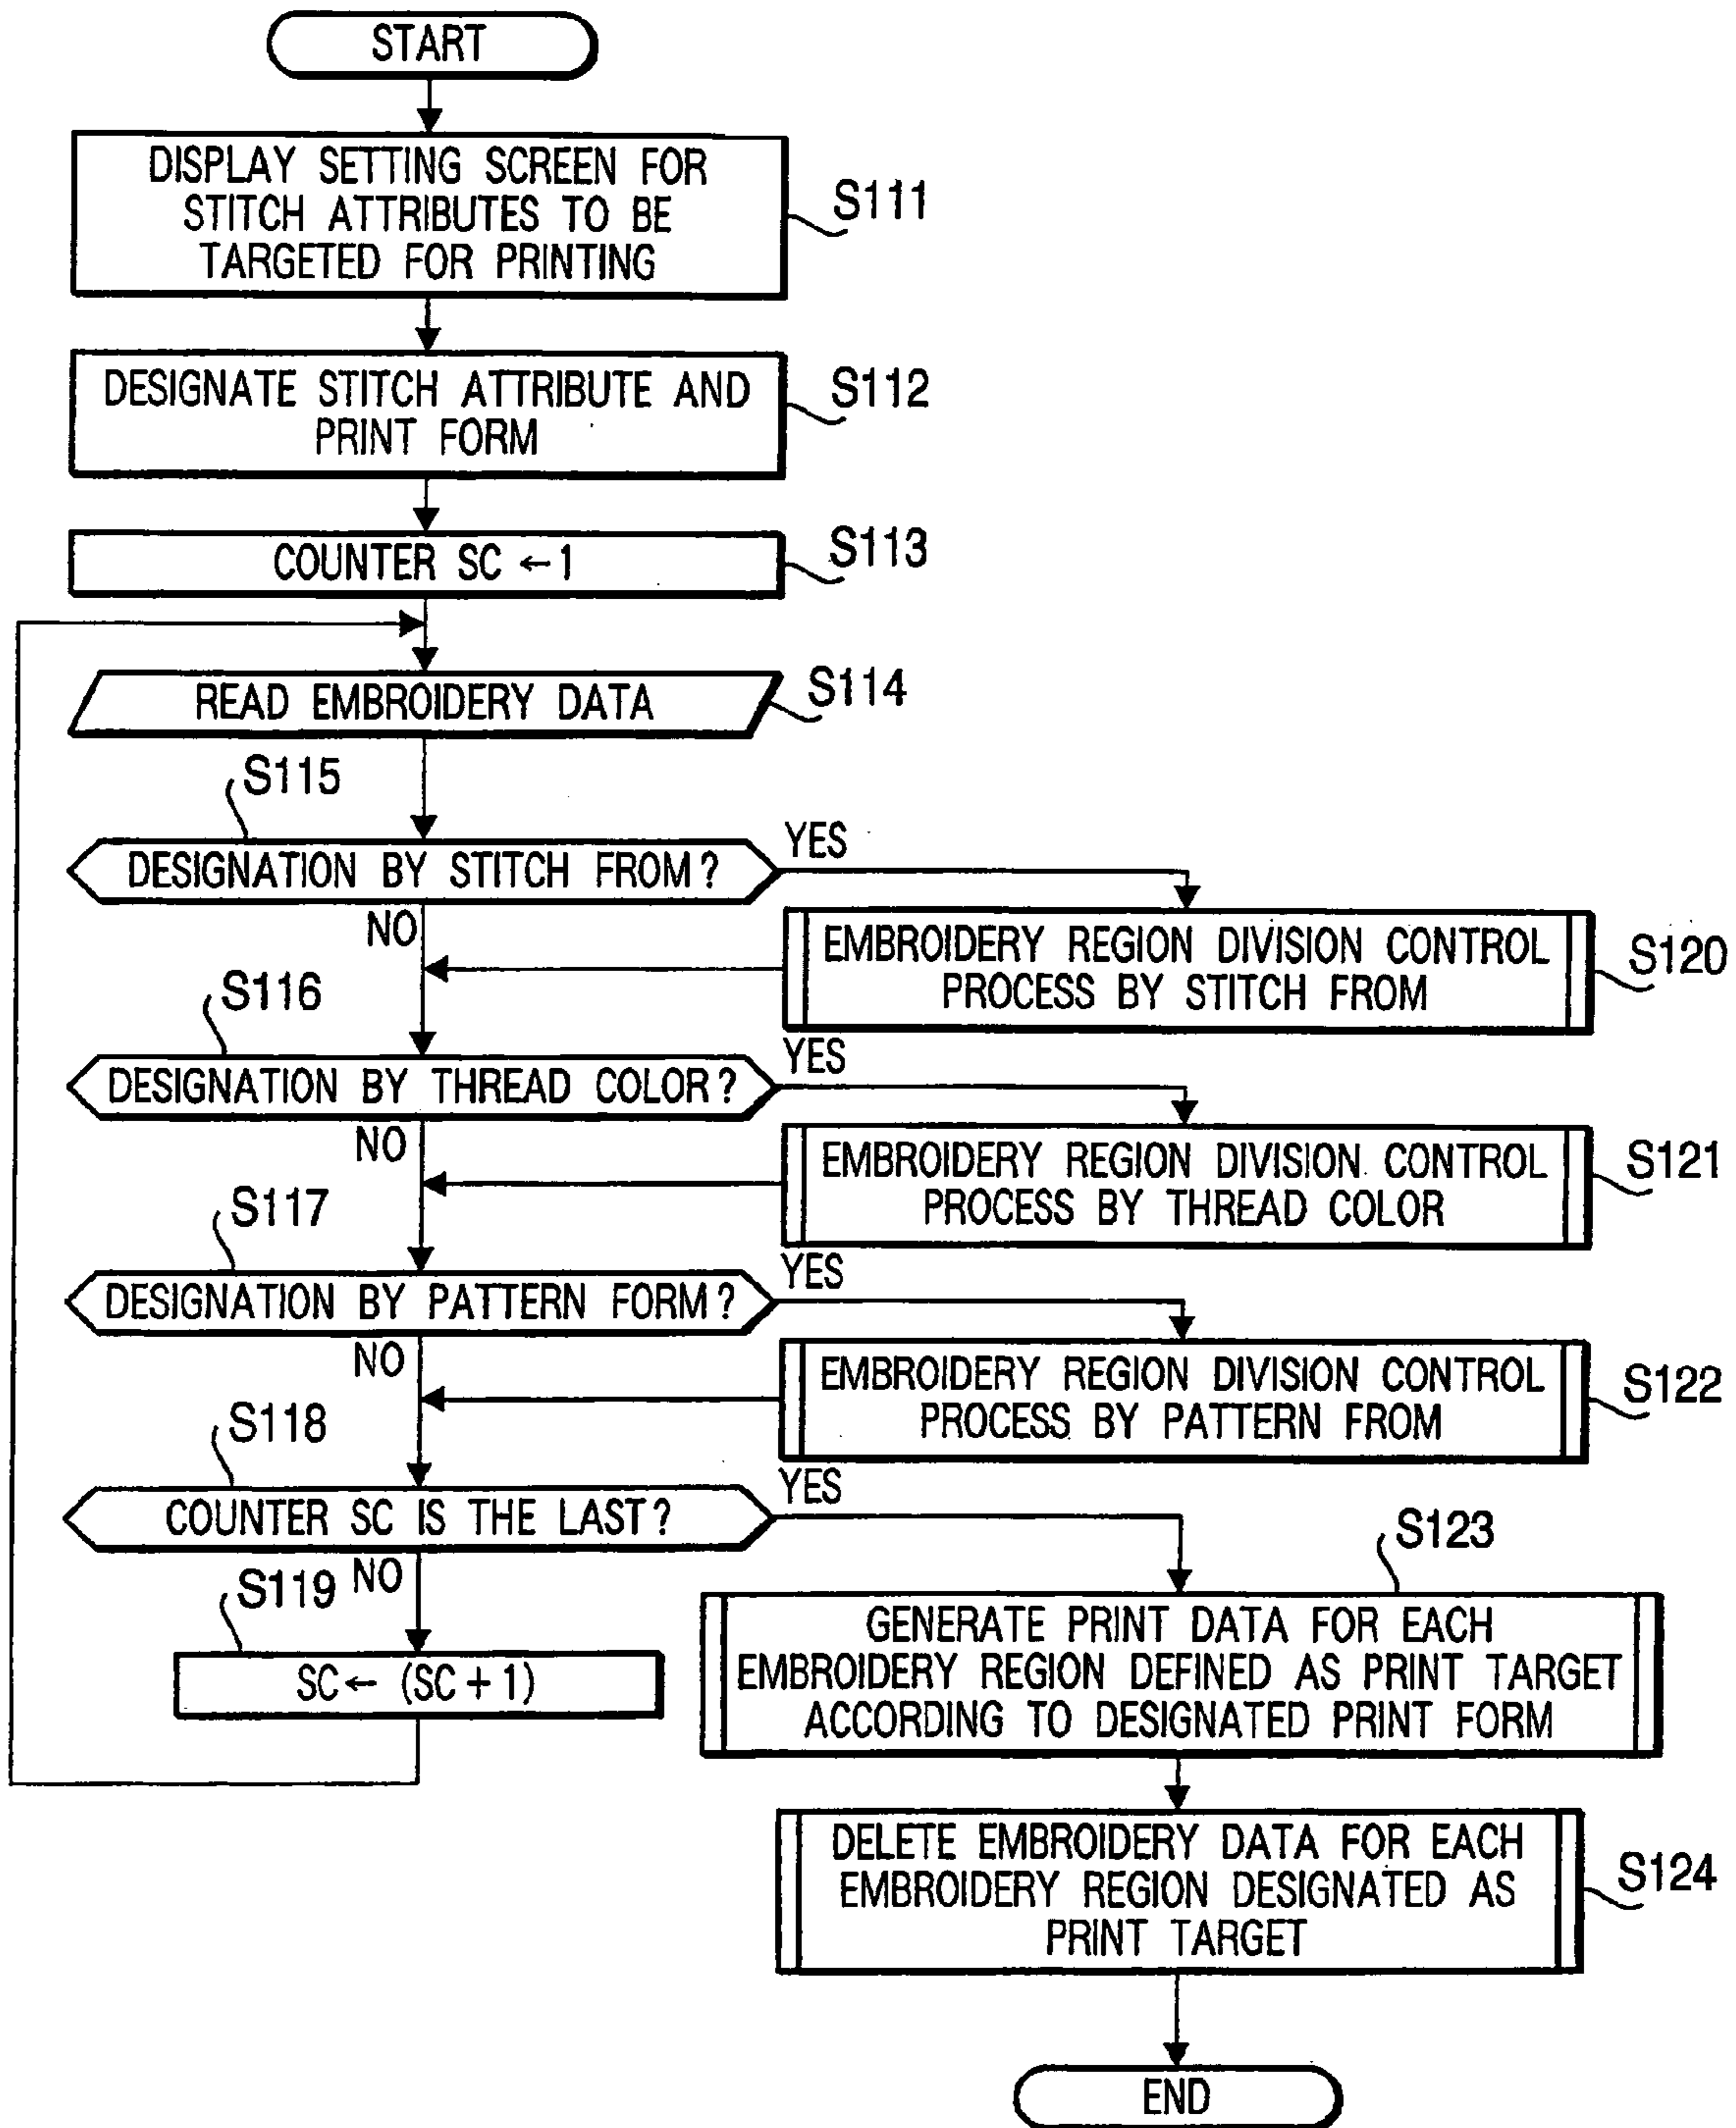 START
DISPLAY SETTING SCREEN FOR
STITCH ATTRIBUTES TO BE
TARGETED FOR PRINTING
S111
DESIGNATE STITCH ATTRIBUTE AND
PRINT FORM
S112
COUNTER SC ←1
S113
READ EMBROIDERY DATA
S114
S115
DESIGNATION BY STITCH FROM?
YES
NO
EMBROIDERY REGION DIVISION CONTROL
PROCESS BY STITCH FROM
S120
S116
DESIGNATION BY THREAD COLOR?
YES
NO
EMBROIDERY REGION DIVISION CONTROL
PROCESS BY THREAD COLOR
S121
S117
DESIGNATION BY PATTERN FORM?
YES
NO
EMBROIDERY REGION DIVISION CONTROL
PROCESS BY PATTERN FROM
S122
S118
COUNTER SC IS THE LAST?
YES
NO
S119
SC← (SC+1)
S123
GENERATE PRINT DATA FOR EACH
EMBROIDERY REGION DEFINED AS PRINT TARGET
ACCORDING TO DESIGNATED PRINT FORM
DELETE EMBROIDERY DATA FOR EACH
EMBROIDERY REGION DESIGNATED AS
PRINT TARGET
S124
END